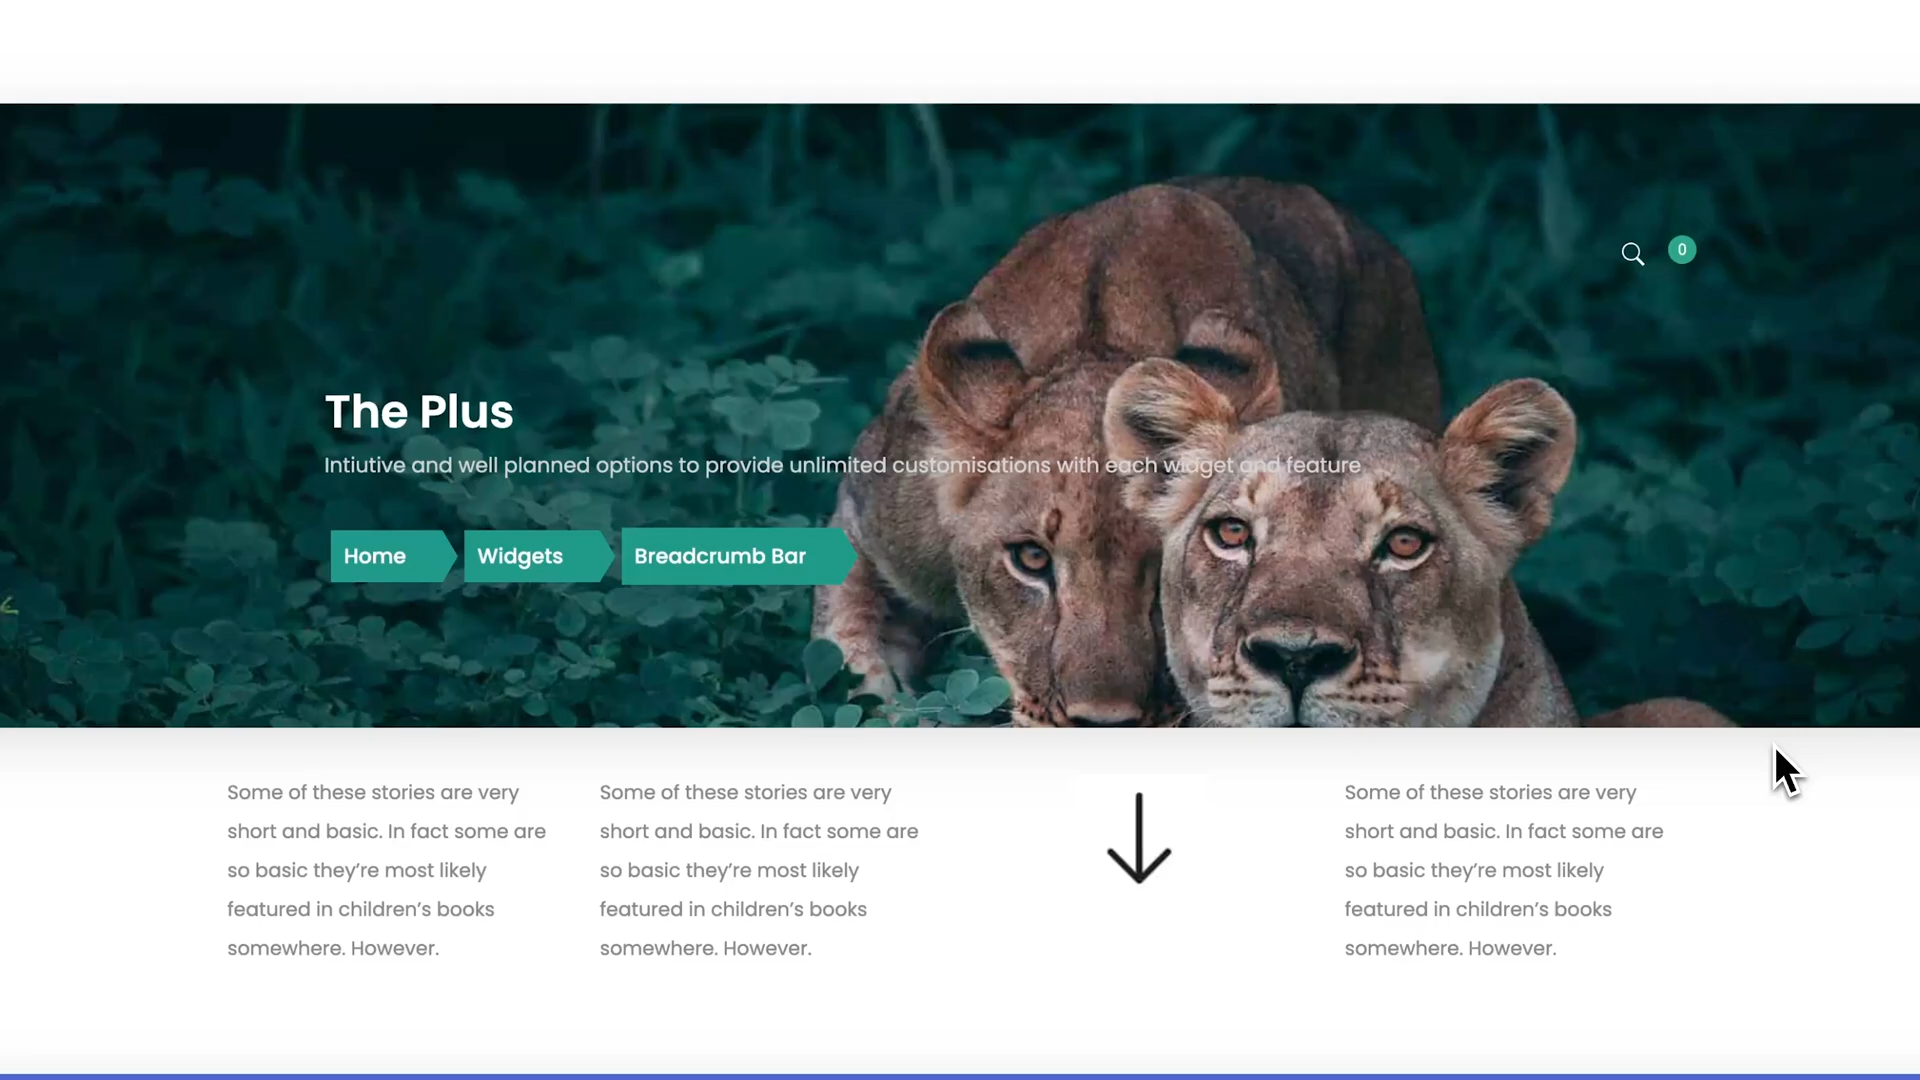 0
The Plus
Intiutive and well planned options to provide unlimited customisations with each widget and feature
Home
Widgets
Breadcrumb Bar
Some of these stories are very
short and basic. In fact some are
so basic they’re most likely
featured in children’s books
somewhere. However.
Some of these stories are very
short and basic. In fact some are
so basic they’re most likely
featured in children’s books
somewhere. However.
Some of these stories are very
short and basic. In fact some are
so basic they’re most likely
featured in children’s books
somewhere. However.